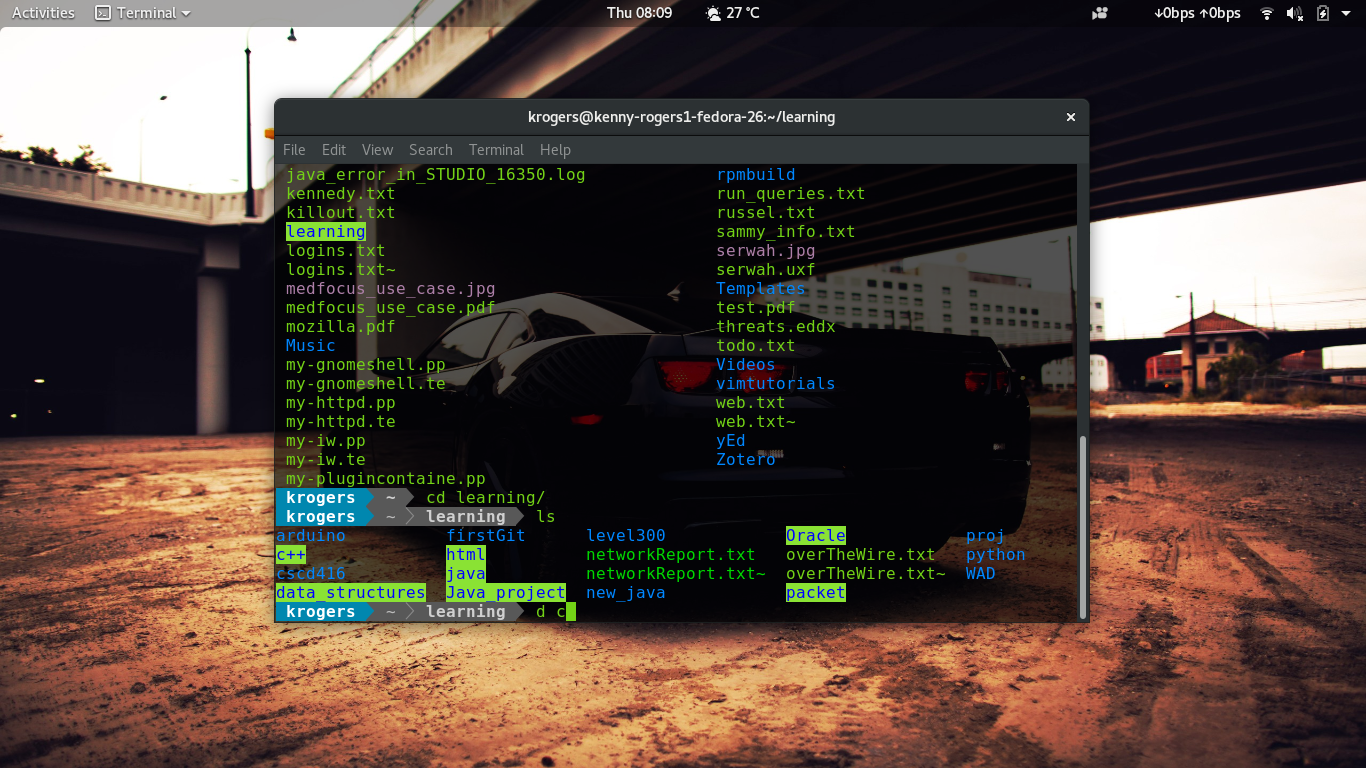 Activities Terminal Thu 08:09 27 °C ↓0bps ↑0bps
krogers@kenny-rogers1-fedora-26:~/learning ×
File Edit View Search Terminal Help
java_error_in_STUDIO_16350.log rpmbuild
kennedy.txt run_queries.txt
killout.txt russel.txt
learning sammy_info.txt
logins.txt serwah.jpg
logins.txt~ serwah.uxf
medfocus_use_case.jpg Templates
medfocus_use_case.pdf test.pdf
mozilla.pdf threats.eddx
Music todo.txt
my-gnomeshell.pp Videos
my-gnomeshell.te vimtutorials
my-httpd.pp web.txt
my-httpd.te web.txt~
my-iw.pp yEd
my-iw.te Zotero
my-plugincontaine.pp
krogers ~ cd learning/
krogers ~ learning ls
arduino firstGit level300 Oracle proj
c++ html networkReport.txt overTheWire.txt python
cscd416 java networkReport.txt~ overTheWire.txt~ WAD
data_structures Java_project new_java packet
krogers ~ learning d c